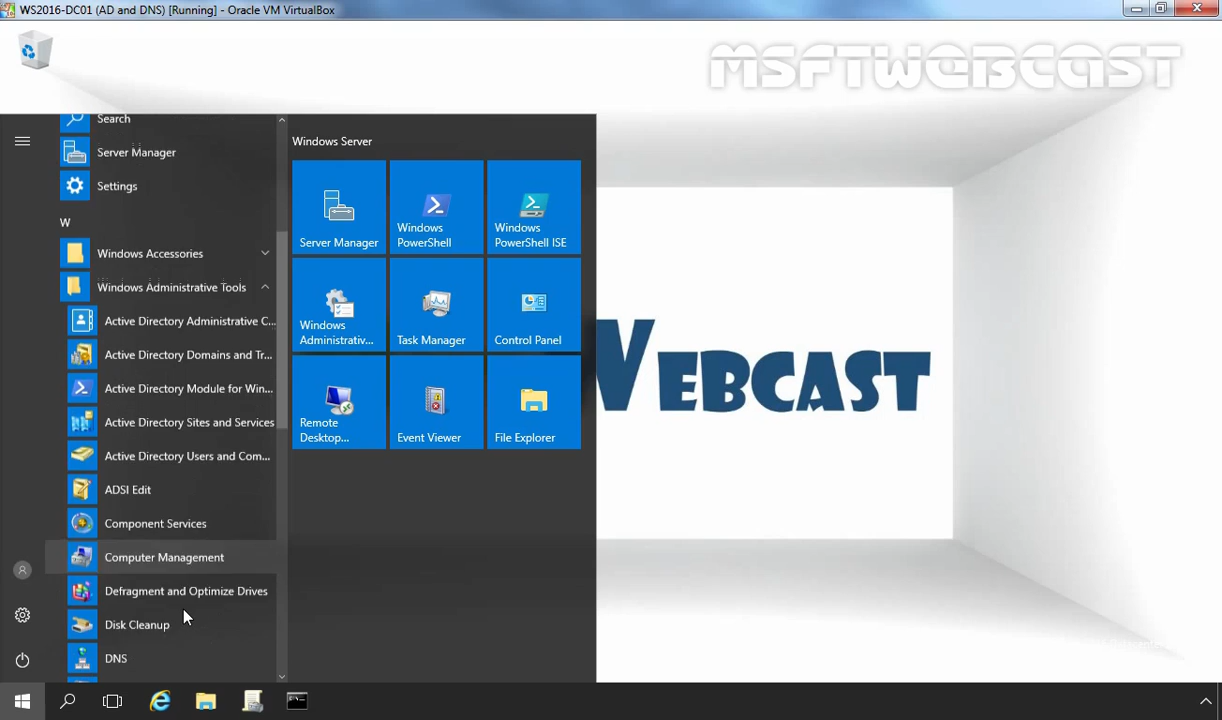 WS2016-DC01 (AD and DNS) [Running] - Oracle VM VirtualBox
MSFTWEBCAST
Search
Server Manager
Settings
W
Windows Accessories
Windows Administrative Tools
Active Directory Administrative C...
Active Directory Domains and Tr...
Active Directory Module for Win...
Active Directory Sites and Services
Active Directory Users and Com...
ADSI Edit
Component Services
Computer Management
Defragment and Optimize Drives
Disk Cleanup
DNS
Windows Server
Server Manager
Windows
PowerShell
Windows
PowerShell ISE
Windows
Administrativ...
Task Manager
Control Panel
Remote
Desktop...
Event Viewer
File Explorer
WEBCAST